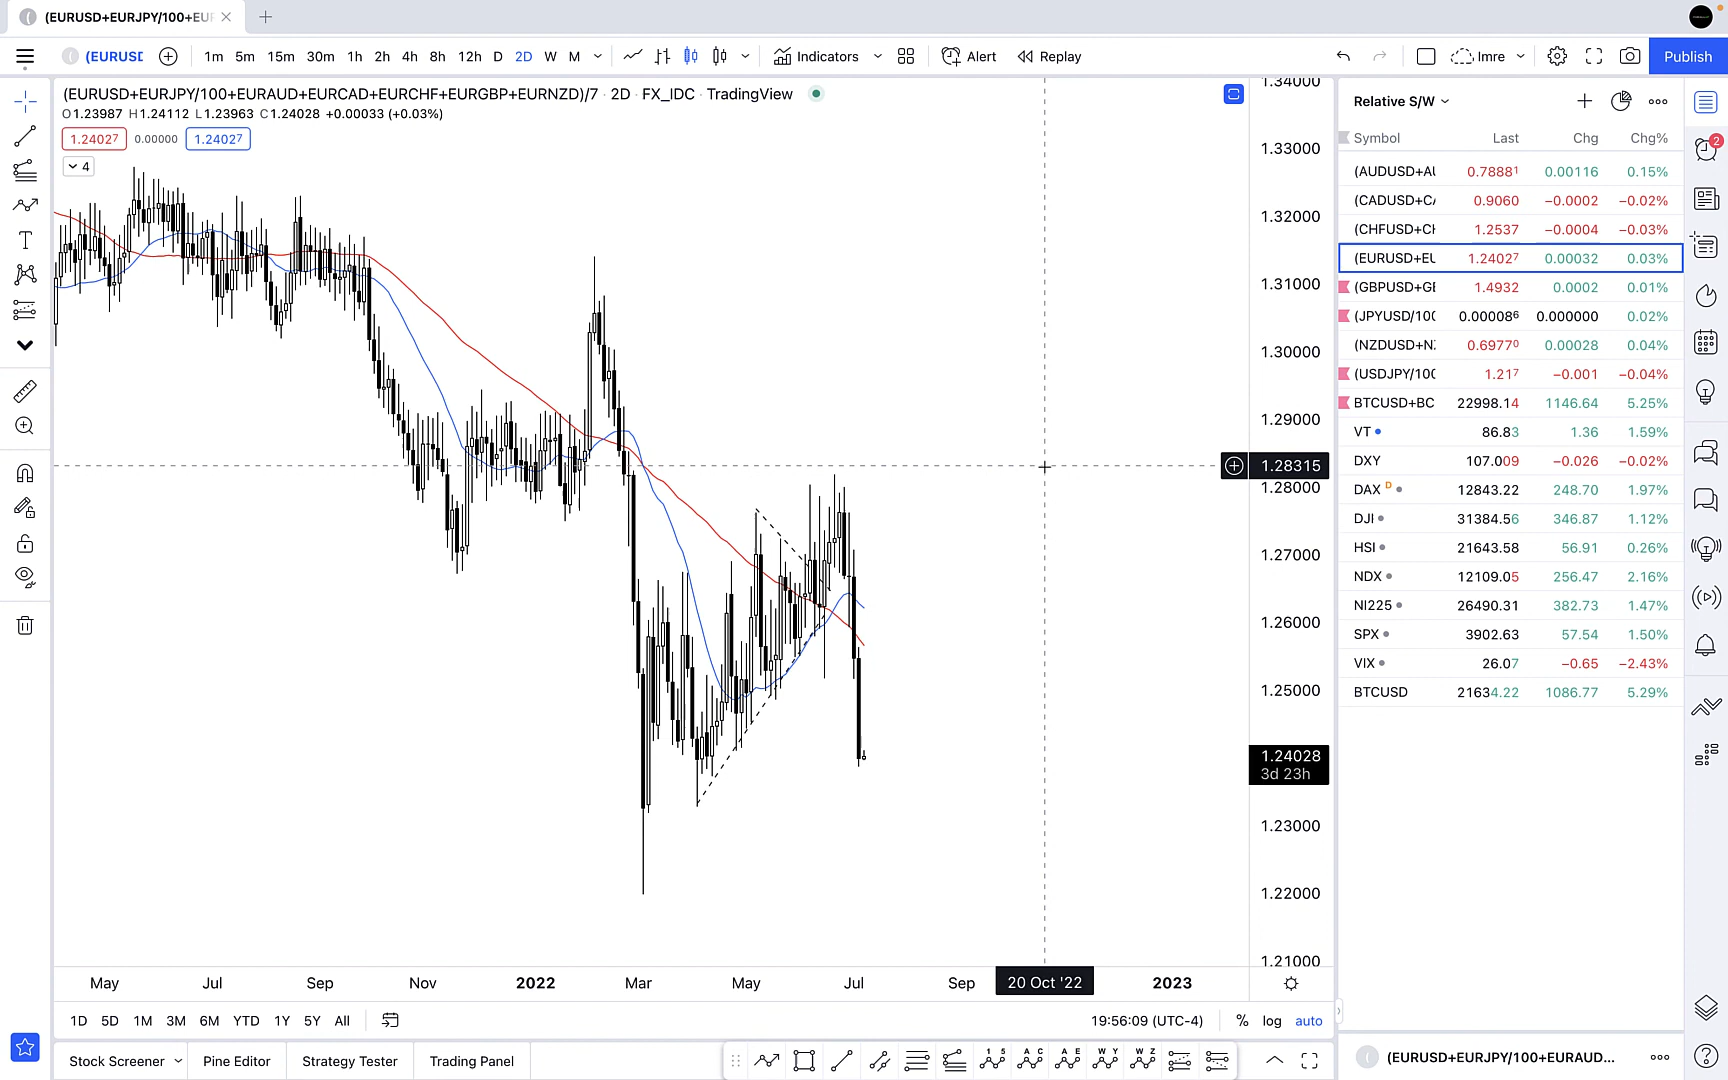 (EURUSD+EURJPY/100+EUR
(EURUSD
1m 5m 15m 30m 1h 2h 4h 8h 12h D 2D W M
Indicators
Alert
Replay
Imre
Publish
(EURUSD+EURJPY/100+EURAUD+EURCAD+EURCHF+EURGBP+EURNZD)/7 · 2D · FX_IDC · TradingView
O1.23987 H1.24112 L1.23963 C1.24028 +0.00033 (+0.03%)
1.24027 0.00000 1.24027
4
1.34000
1.33000
1.32000
1.31000
1.30000
1.29000
1.28315
1.28000
1.27000
1.26000
1.25000
1.24028
3d 23h
1.23000
1.22000
1.21000
May Jul Sep Nov 2022 Mar May Jul Sep 20 Oct '22 2023
1D 5D 1M 3M 6M YTD 1Y 5Y All
19:56:09 (UTC-4) % log auto
Stock Screener Pine Editor Strategy Tester Trading Panel
1 5
A C
A E
W Y
W Z
Relative S/W
Symbol Last Chg Chg%
(AUDUSD+AU 0.78881 0.00116 0.15%
(CADUSD+CA 0.9060 −0.0002 −0.02%
(CHFUSD+CH 1.2537 −0.0004 −0.03%
(EURUSD+EU 1.24027 0.00032 0.03%
(GBPUSD+GB 1.4932 0.0002 0.01%
(JPYUSD/100 0.000086 0.000000 0.02%
(NZDUSD+NZ 0.69770 0.00028 0.04%
(USDJPY/100 1.217 −0.001 −0.04%
BTCUSD+BC 22998.14 1146.64 5.25%
VT 86.83 1.36 1.59%
DXY 107.009 −0.026 −0.02%
DAX D 12843.22 248.70 1.97%
DJI 31384.56 346.87 1.12%
HSI 21643.58 56.91 0.26%
NDX 12109.05 256.47 2.16%
NI225 26490.31 382.73 1.47%
SPX 3902.63 57.54 1.50%
VIX 26.07 −0.65 −2.43%
BTCUSD 21634.22 1086.77 5.29%
2
(EURUSD+EURJPY/100+EURAUD...